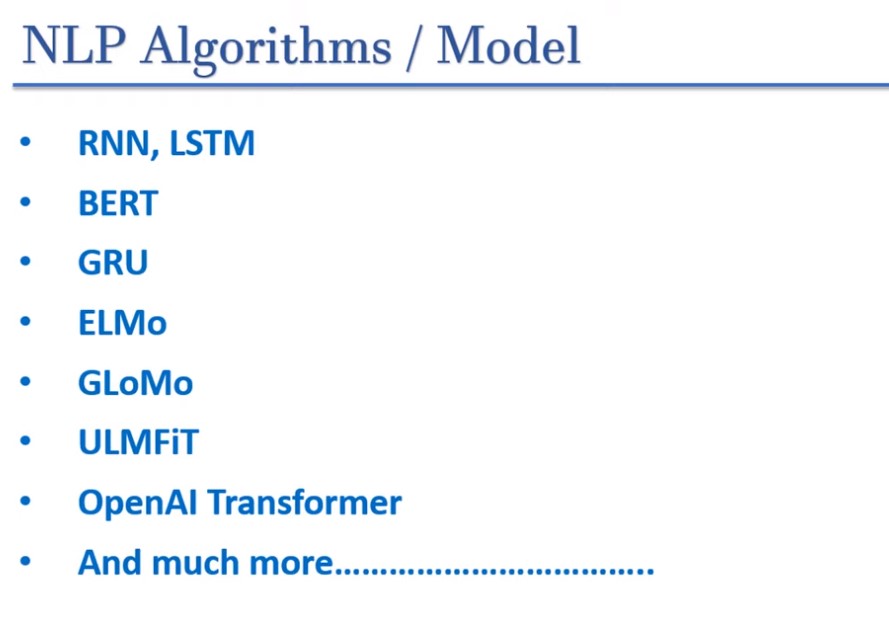 NLP Algorithms / Model
• RNN, LSTM
• BERT
• GRU
• ELMo
• GLoMo
• ULMFiT
• OpenAI Transformer
• And much more…………………………..